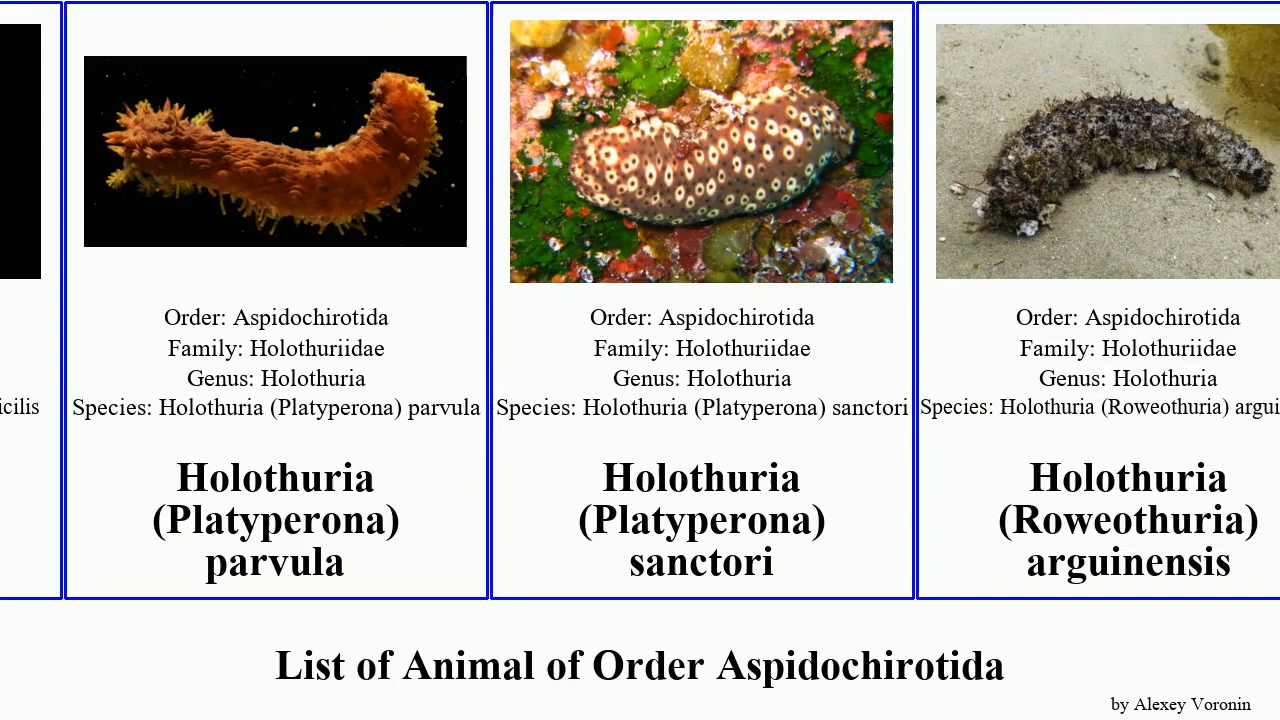 Order: Aspidochirotida
Family: Holothuriidae
Genus: Holothuria
Species: Holothuria (Platyperona) parvula
Holothuria
(Platyperona)
parvula
Order: Aspidochirotida
Family: Holothuriidae
Genus: Holothuria
Species: Holothuria (Platyperona) sanctori
Holothuria
(Platyperona)
sanctori
Order: Aspidochirotida
Family: Holothuriidae
Genus: Holothuria
Species: Holothuria (Roweothuria) argui
Holothuria
(Roweothuria)
arguinensis
icilis
List of Animal of Order Aspidochirotida
by Alexey Voronin